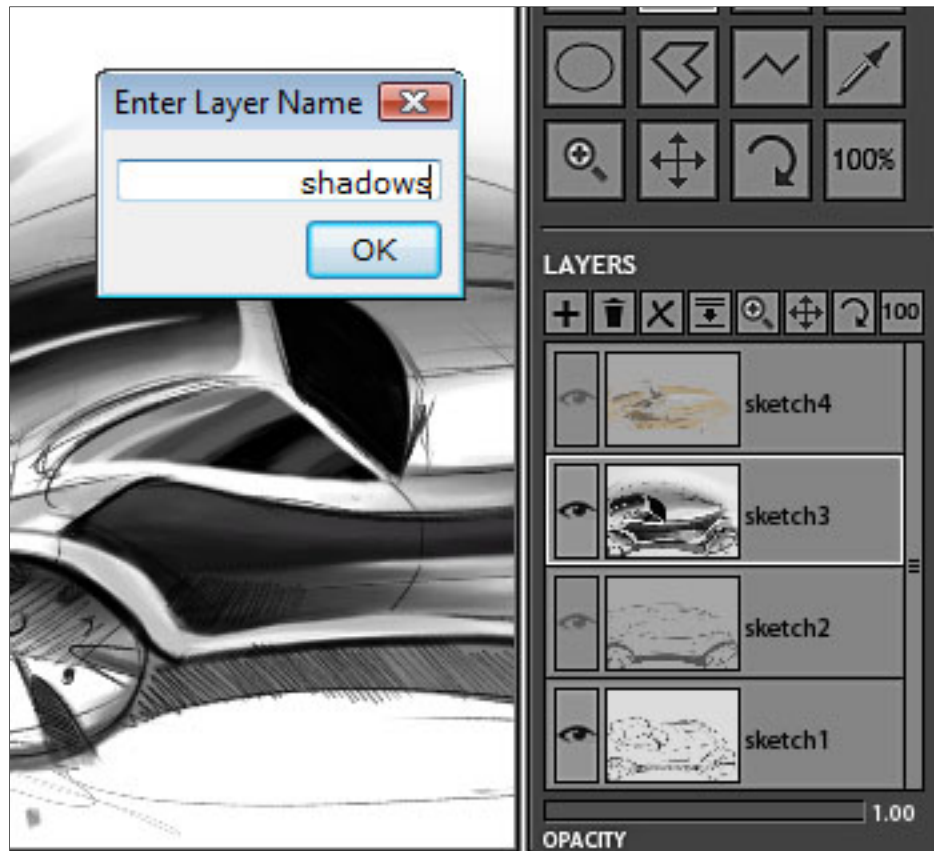 Enter Layer Name
shadows
OK
100%
LAYERS
100
sketch4
sketch3
sketch2
sketch1
1.00
OPACITY